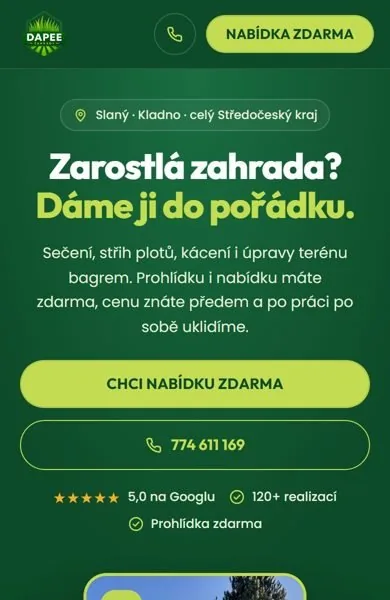 DAPEE
NABÍDKA ZDARMA
Slaný · Kladno · celý Středočeský kraj
Zarostlá zahrada?
Dáme ji do pořádku.
Sečení, střih plotů, kácení i úpravy terénu
bagrem. Prohlídku i nabídku máte
zdarma, cenu znáte předem a po práci po
sobě uklidíme.
CHCI NABÍDKU ZDARMA
774 611 169
★★★★★ 5,0 na Googlu 120+ realizací
Prohlídka zdarma